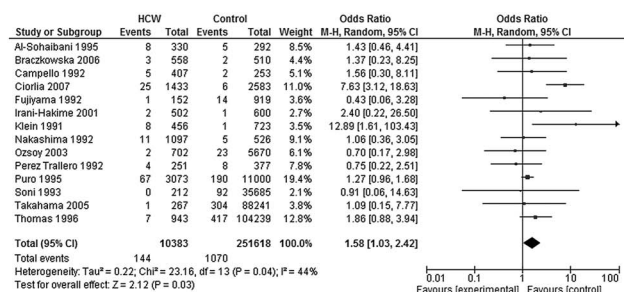 HCW Control Odds Ratio Odds Ratio
Study or Subgroup Events Total Events Total Weight M-H, Random, 95% CI M-H, Random, 95% CI
Al-Sohaibani 1995 8 330 5 292 8.5% 1.43 [0.46, 4.41]
Braczkowska 2006 3 558 2 510 4.4% 1.37 [0.23, 8.25]
Campello 1992 5 407 2 253 5.0% 1.56 [0.30, 8.11]
Ciorlia 2007 25 1433 6 2583 11.4% 7.63 [3.12, 18.63]
Fujiyama 1992 1 152 14 919 3.4% 0.43 [0.06, 3.28]
Irani-Hakime 2001 2 502 1 600 2.7% 2.40 [0.22, 26.50]
Klein 1991 8 456 1 723 3.4% 12.89 [1.61, 103.43]
Nakashima 1992 11 1097 5 526 9.1% 1.06 [0.36, 3.05]
Ozsoy 2003 2 702 23 5670 6.1% 0.70 [0.17, 2.98]
Perez Trallero 1992 4 251 8 377 7.9% 0.75 [0.22, 2.51]
Puro 1995 67 3073 190 11000 18.7% 1.27 [0.96, 1.68]
Soni 1993 0 212 92 35685 2.1% 0.91 [0.06, 14.63]
Takahama 2005 1 267 304 88241 3.6% 1.09 [0.15, 7.77]
Thomas 1996 7 943 417 104239 13.5% 1.86 [0.88, 3.94]
Total (95% CI) 10383 251618 100.0% 1.58 [1.03, 2.42]
Total events 144 1070
Heterogeneity: Tau² = 0.22; Chi² = 23.16, df = 13 (P = 0.04); I² = 44%
Test for overall effect: Z = 2.12 (P = 0.03)
0.01 0.1 1 10 100
Favours [experimental] Favours [control]